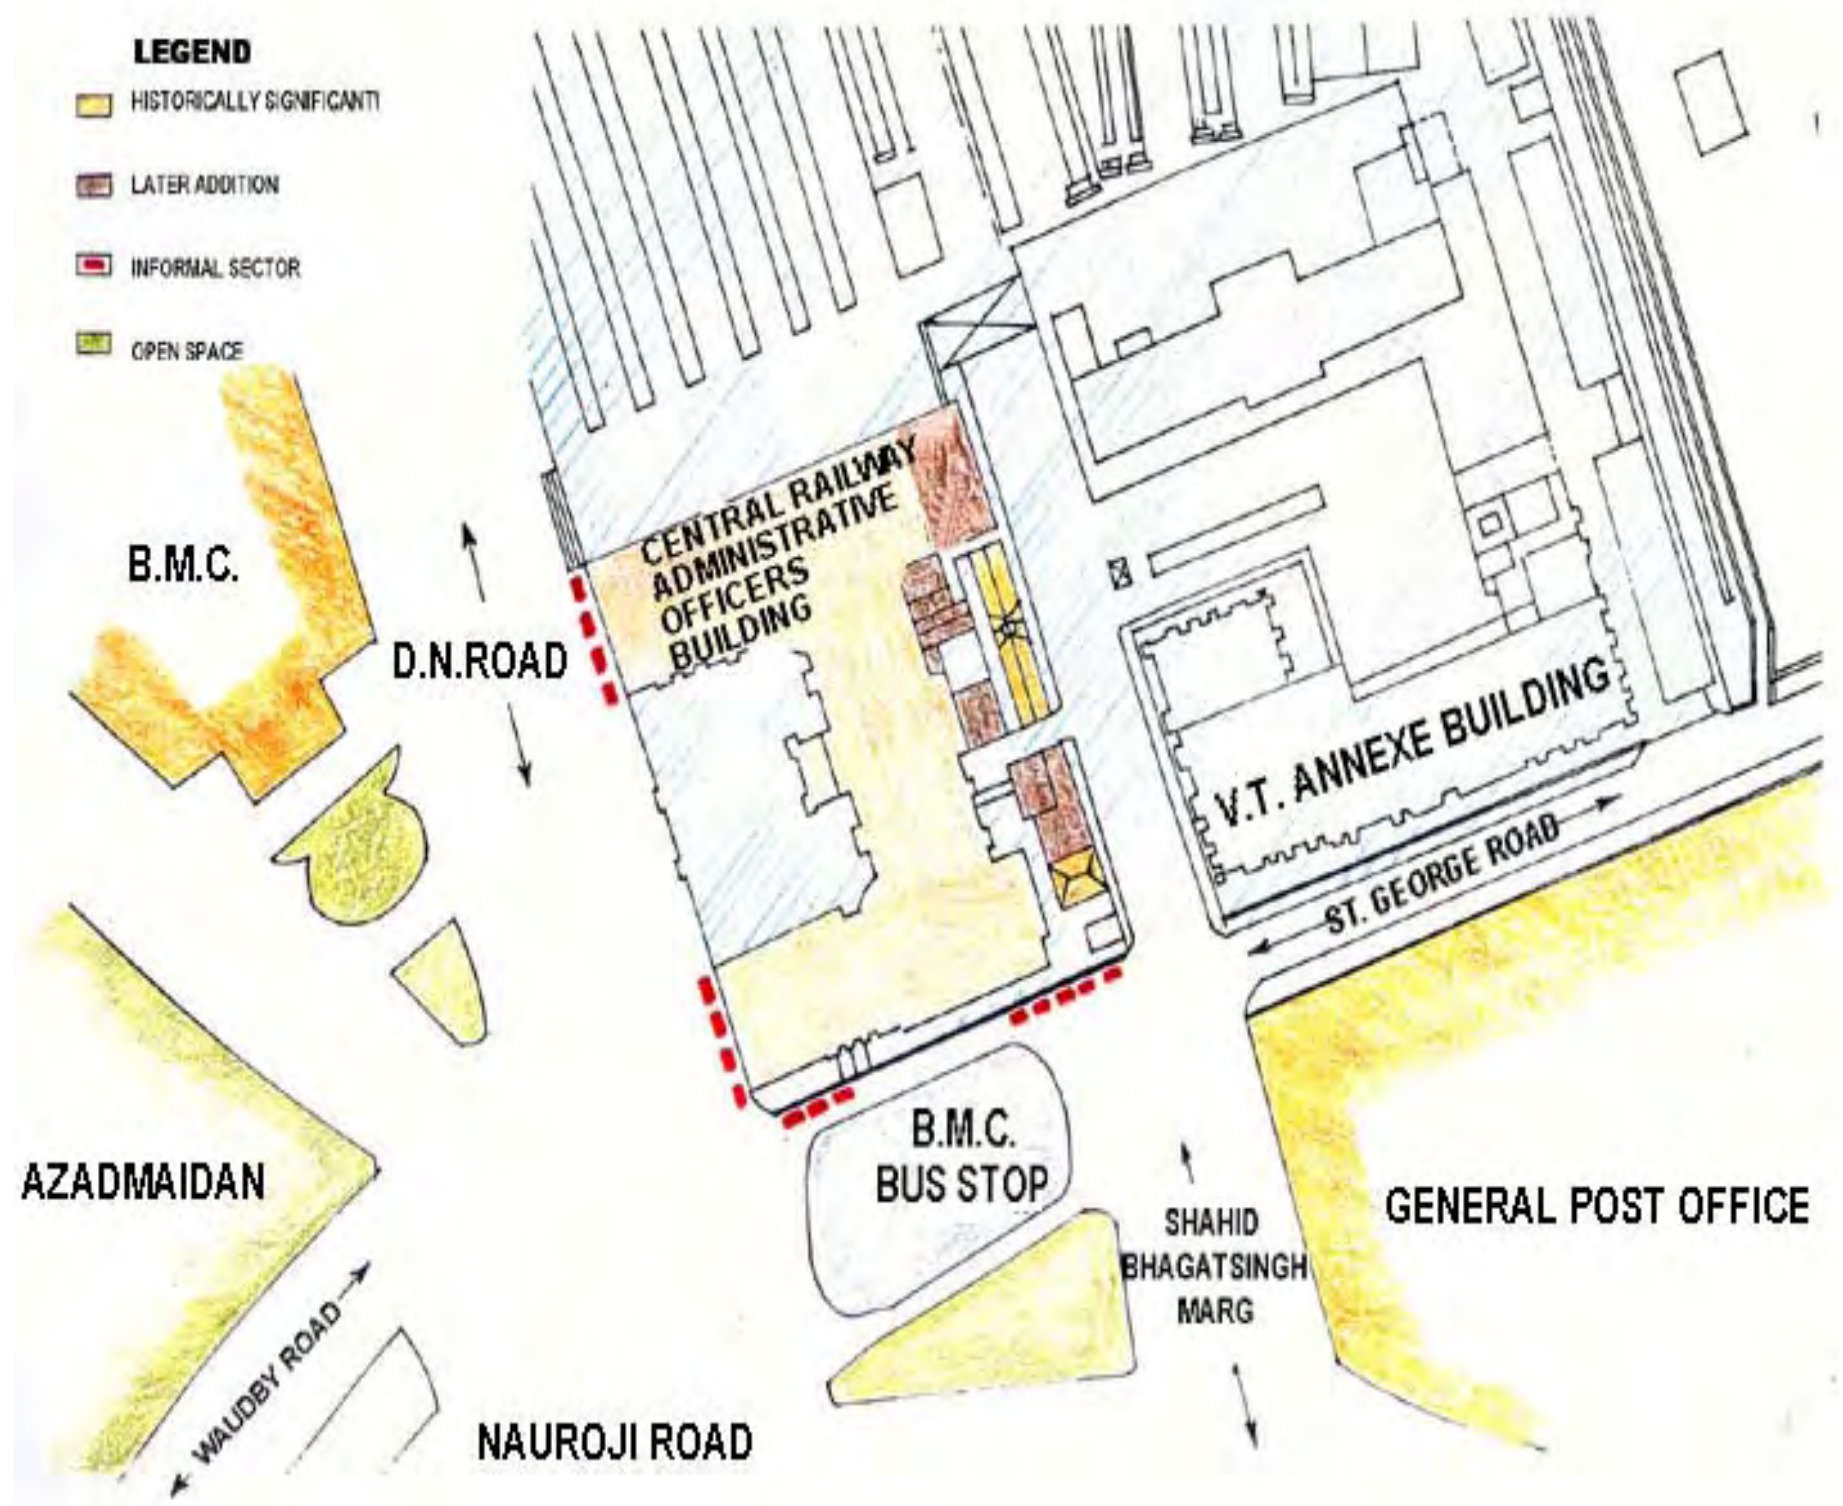 LEGEND
HISTORICALLY SIGNIFICANT
LATER ADDITION
INFORMAL SECTOR
OPEN SPACE
CENTRAL RAILWAY
ADMINISTRATIVE
OFFICERS
BUILDING
B.M.C.
D.N.ROAD
V.T. ANNEXE BUILDING
ST. GEORGE ROAD
B.M.C.
BUS STOP
AZADMAIDAN
GENERAL POST OFFICE
SHAHID
BHAGATSINGH
MARG
WAUDBY ROAD
NAUROJI ROAD